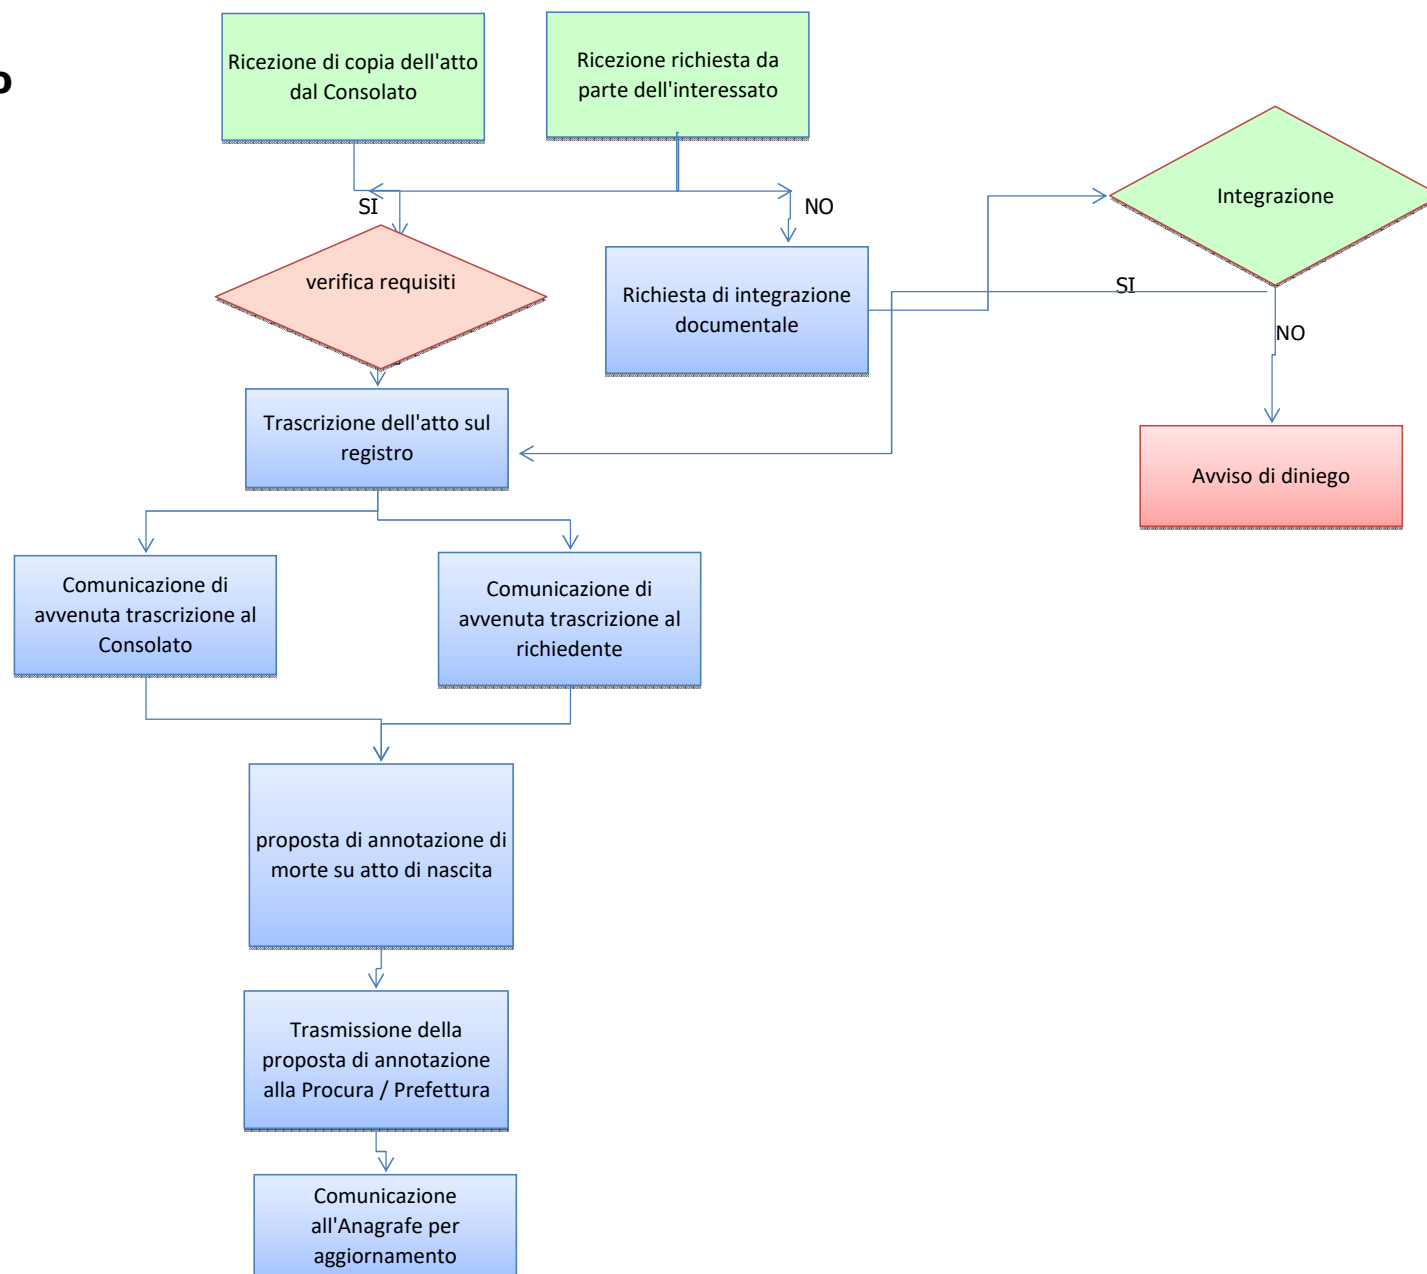 o
Ricezione di copia dell'atto
dal Consolato
Ricezione richiesta da
parte dell'interessato
Integrazione
SI
NO
verifica requisiti
Richiesta di integrazione
documentale
SI
NO
Trascrizione dell'atto sul
registro
Avviso di diniego
Comunicazione di
avvenuta trascrizione al
Consolato
Comunicazione di
avvenuta trascrizione al
richiedente
proposta di annotazione di
morte su atto di nascita
Trasmissione della
proposta di annotazione
alla Procura / Prefettura
Comunicazione
all'Anagrafe per
aggiornamento